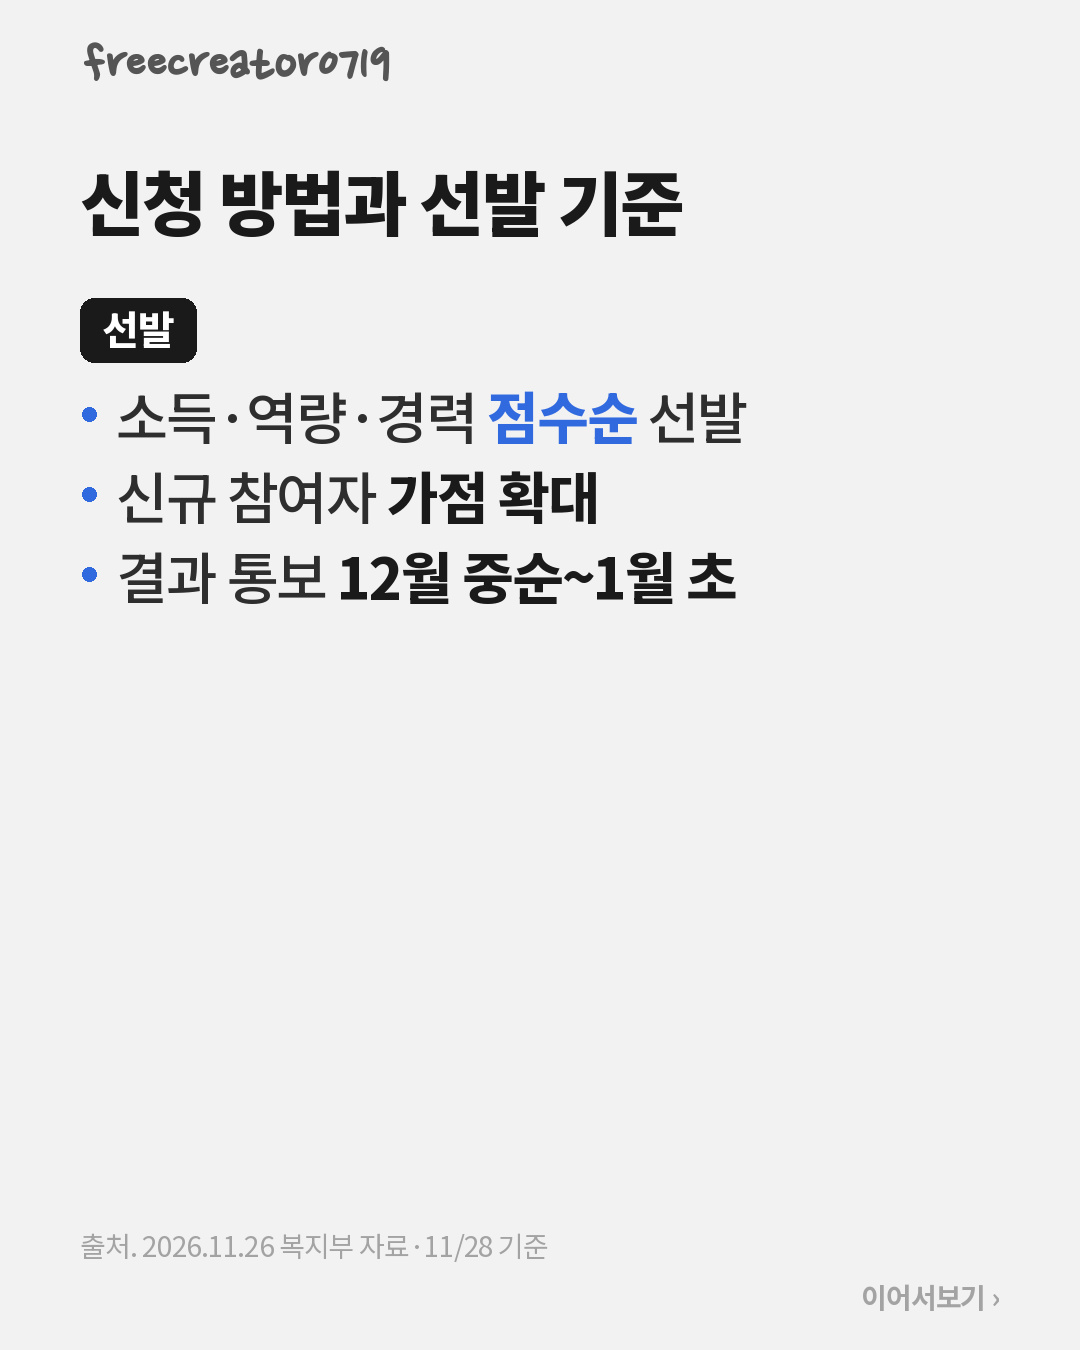 freecreator0719
신청 방법과 선발 기준
선발
• 소득·역량·경력 점수순 선발
• 신규 참여자 가점 확대
• 결과 통보 12월 중순~1월 초
출처. 2026.11.26 복지부 자료·11/28 기준
이어서보기 ›